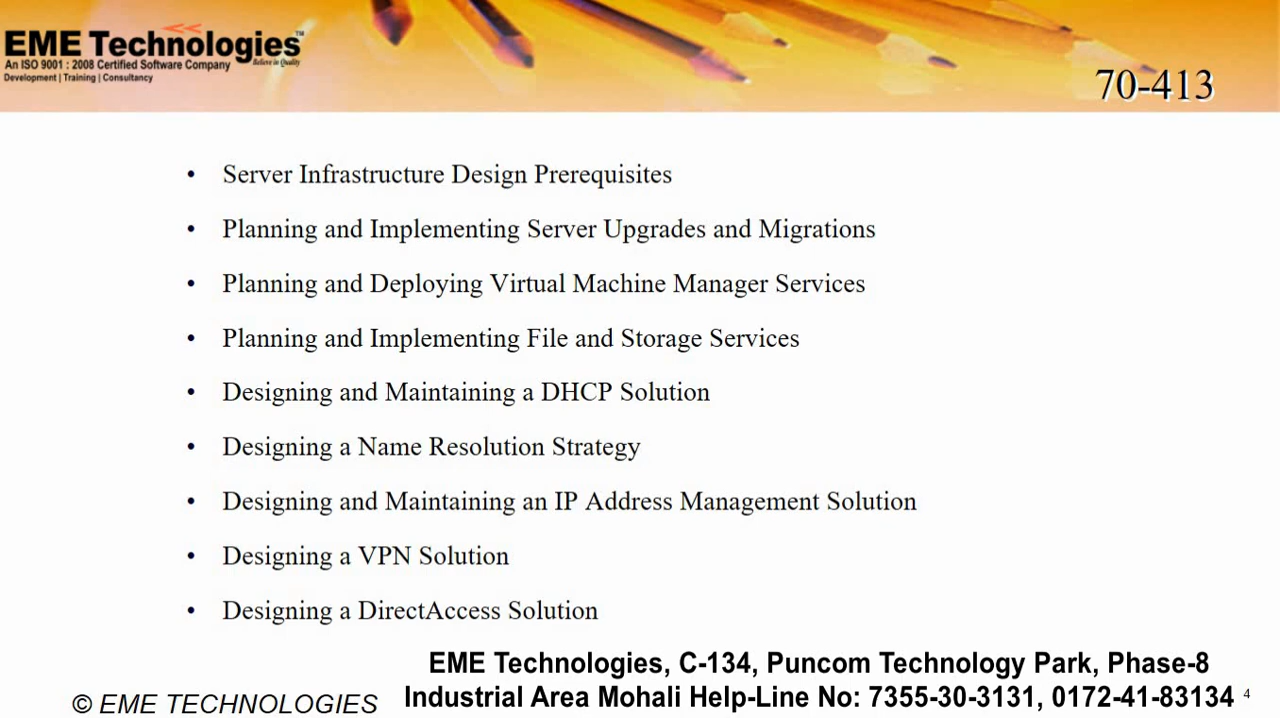 EME Technologies™
An ISO 9001 : 2008 Certified Software Company
Believe in Quality
Development | Training | Consultancy
70-413
• Server Infrastructure Design Prerequisites
• Planning and Implementing Server Upgrades and Migrations
• Planning and Deploying Virtual Machine Manager Services
• Planning and Implementing File and Storage Services
• Designing and Maintaining a DHCP Solution
• Designing a Name Resolution Strategy
• Designing and Maintaining an IP Address Management Solution
• Designing a VPN Solution
• Designing a DirectAccess Solution
EME Technologies, C-134, Puncom Technology Park, Phase-8
Industrial Area Mohali Help-Line No: 7355-30-3131, 0172-41-83134
© EME TECHNOLOGIES
4